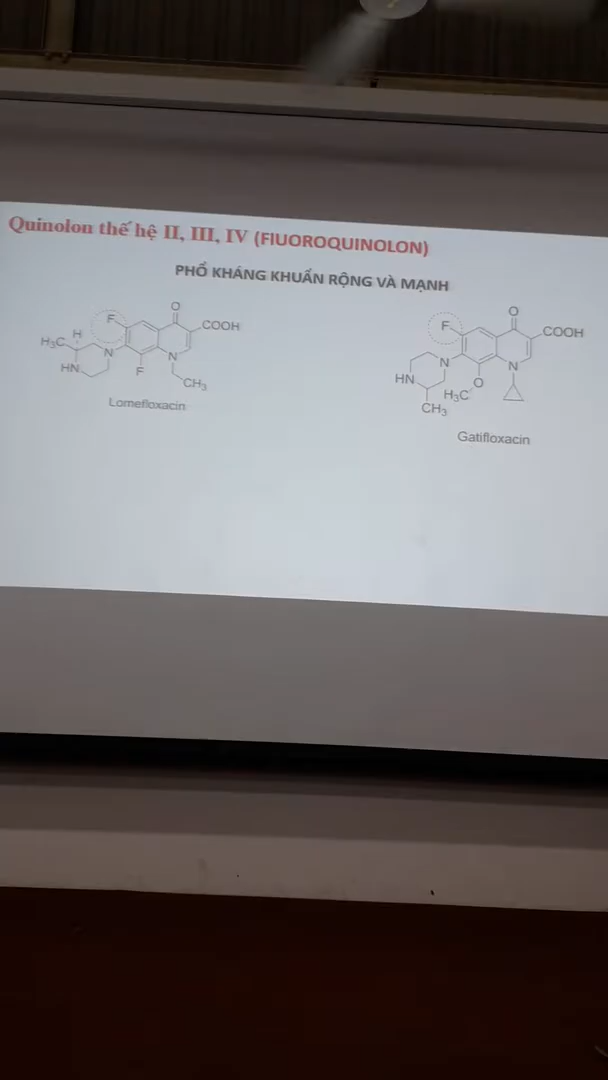 Quinolon thế hệ II, III, IV (FIUOROQUINOLON)
PHỔ KHÁNG KHUẨN RỘNG VÀ MẠNH
O
F
COOH
H
H₃C
N
N
HN
F
CH₃
Lomefloxacin
O
F
COOH
N
N
HN
O
H₃C
CH₃
Gatifloxacin